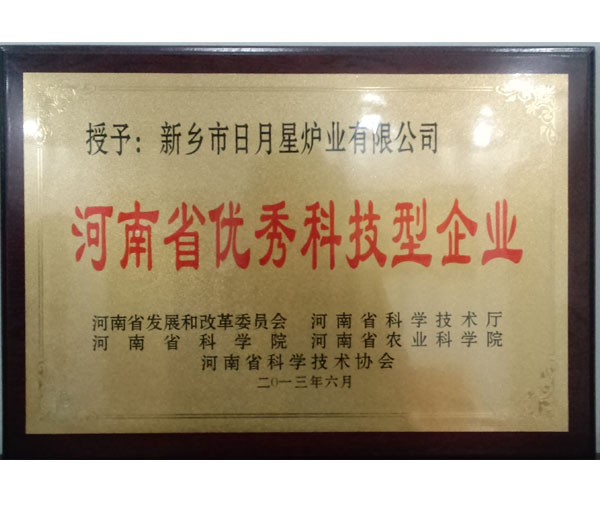 授予：新乡市日月星炉业有限公司
河南省优秀科技型企业
河南省发展和改革委员会 河南省科学技术厅
河南省科学院 河南省农业科学院
河南省科学技术协会
二〇一三年六月